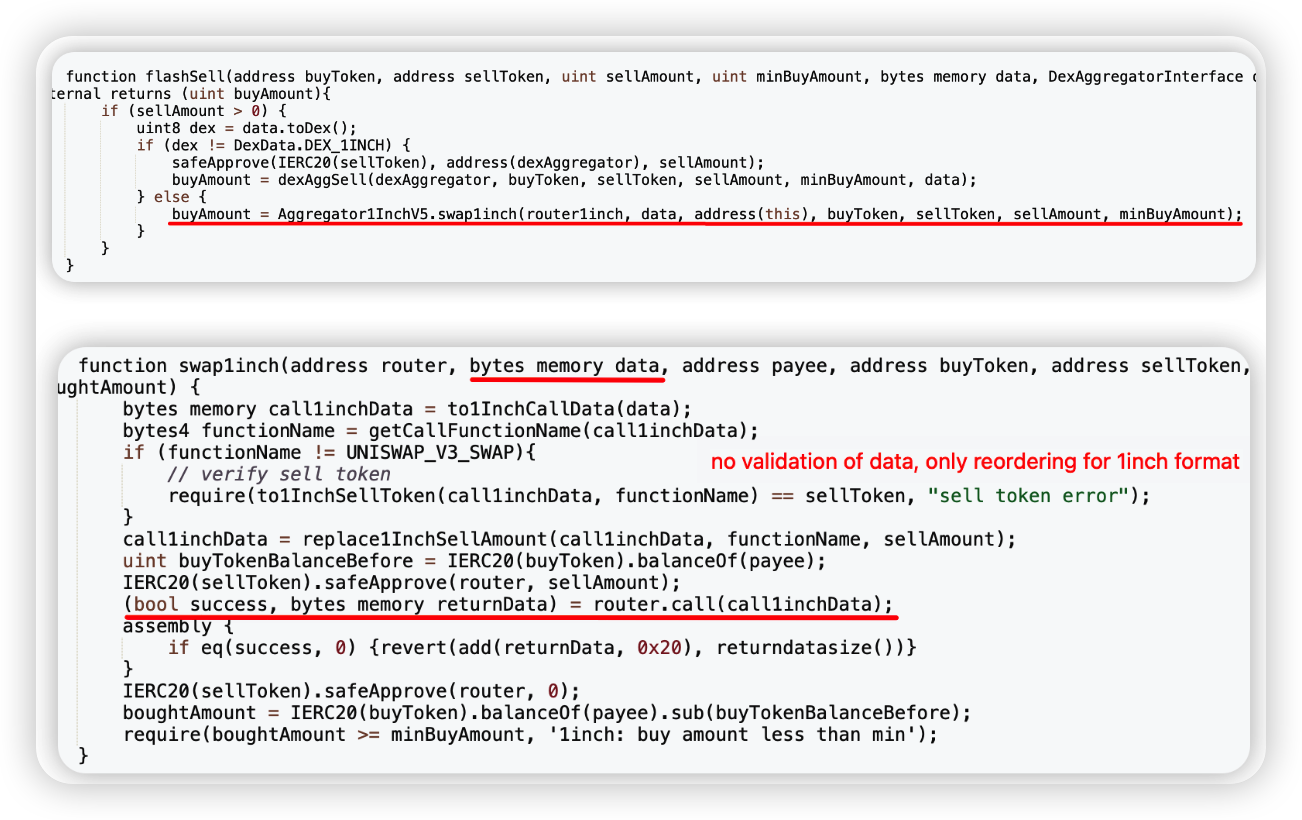 function flashSell(address buyToken, address sellToken, uint sellAmount, uint minBuyAmount, bytes memory data, DexAggregatorInterface
ternal returns (uint buyAmount){
if (sellAmount > 0) {
uint8 dex = data.toDex();
if (dex != DexData.DEX_1INCH) {
safeApprove(IERC20(sellToken), address(dexAggregator), sellAmount);
buyAmount = dexAggSell(dexAggregator, buyToken, sellToken, sellAmount, minBuyAmount, data);
} else {
buyAmount = Aggregator1InchV5.swap1inch(router1inch, data, address(this), buyToken, sellToken, sellAmount, minBuyAmount);
}
}
}
function swap1inch(address router, bytes memory data, address payee, address buyToken, address sellToken,
ughtAmount) {
bytes memory call1inchData = to1InchCallData(data);
bytes4 functionName = getCallFunctionName(call1inchData);
if (functionName != UNISWAP_V3_SWAP){
no validation of data, only reordering for 1inch format
// verify sell token
require(to1InchSellToken(call1inchData, functionName) == sellToken, "sell token error");
}
call1inchData = replace1InchSellAmount(call1inchData, functionName, sellAmount);
uint buyTokenBalanceBefore = IERC20(buyToken).balanceOf(payee);
IERC20(sellToken).safeApprove(router, sellAmount);
(bool success, bytes memory returnData) = router.call(call1inchData);
assembly {
if eq(success, 0) {revert(add(returnData, 0x20), returndatasize())}
}
IERC20(sellToken).safeApprove(router, 0);
boughtAmount = IERC20(buyToken).balanceOf(payee).sub(buyTokenBalanceBefore);
require(boughtAmount >= minBuyAmount, '1inch: buy amount less than min');
}